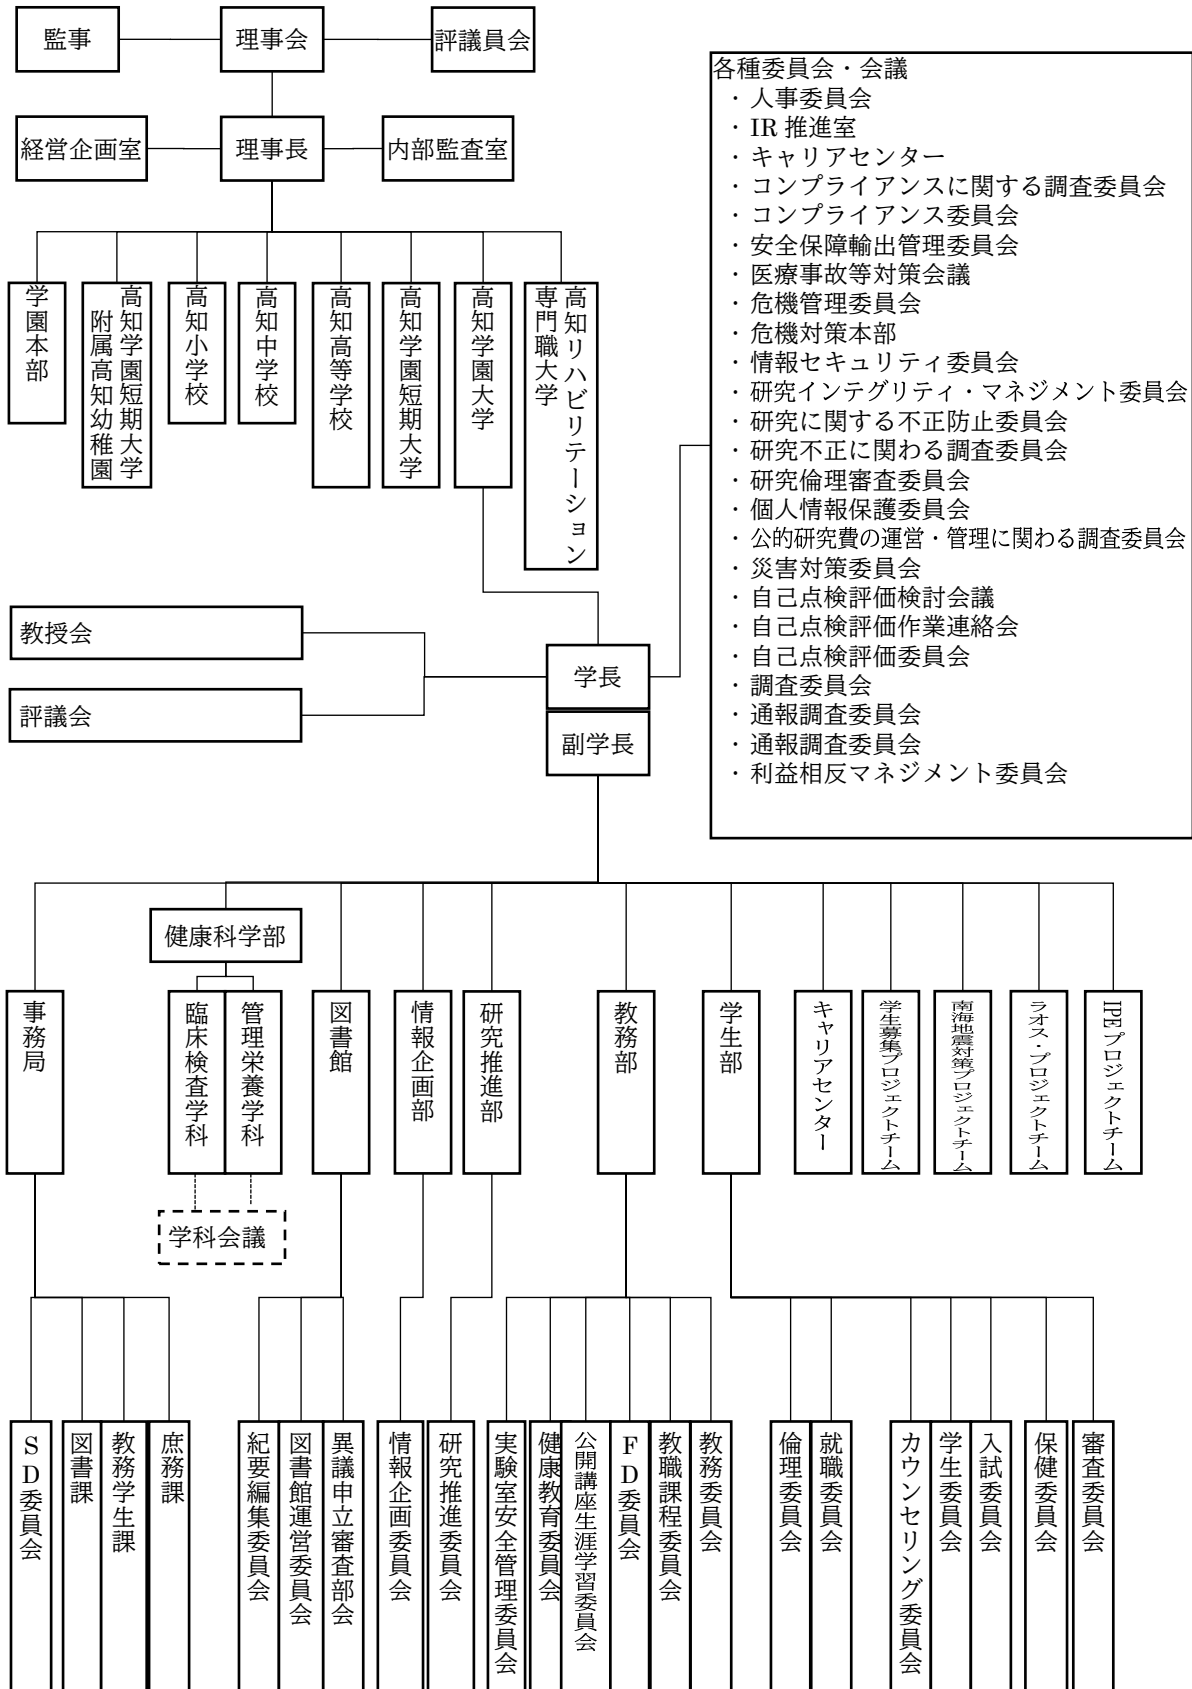 監事
理事会
評議員会
経営企画室
理事長
内部監査室
各種委員会・会議
・人事委員会
・IR 推進室
・キャリアセンター
・コンプライアンスに関する調査委員会
・コンプライアンス委員会
・安全保障輸出管理委員会
・医療事故等対策会議
・危機管理委員会
・危機対策本部
・情報セキュリティ委員会
・研究インテグリティ・マネジメント委員会
・研究に関する不正防止委員会
・研究不正に関わる調査委員会
・研究倫理審査委員会
・個人情報保護委員会
・公的研究費の運営・管理に関わる調査委員会
・災害対策委員会
・自己点検評価検討会議
・自己点検評価作業連絡会
・自己点検評価委員会
・調査委員会
・通報調査委員会
・通報調査委員会
・利益相反マネジメント委員会
学園本部
高知学園短期大学
附属高知幼稚園
高知小学校
高知中学校
高知高等学校
高知学園短期大学
高知学園大学
高知リハビリテーション
専門職大学
教授会
評議会
学長
副学長
健康科学部
事務局
臨床検査学科
管理栄養学科
図書館
情報企画部
研究推進部
教務部
学生部
キャリアセンター
学生募集プロジェクトチーム
南海地震対策プロジェクトチーム
ラオス・プロジェクトチーム
IPEプロジェクトチーム
学科会議
SD委員会
図書課
教務学生課
庶務課
紀要編集委員会
図書館運営委員会
異議申立審査部会
情報企画委員会
研究推進委員会
実験室安全管理委員会
健康教育委員会
公開講座生涯学習委員会
FD委員会
教職課程委員会
教務委員会
倫理委員会
就職委員会
カウンセリング委員会
学生委員会
入試委員会
保健委員会
審査委員会